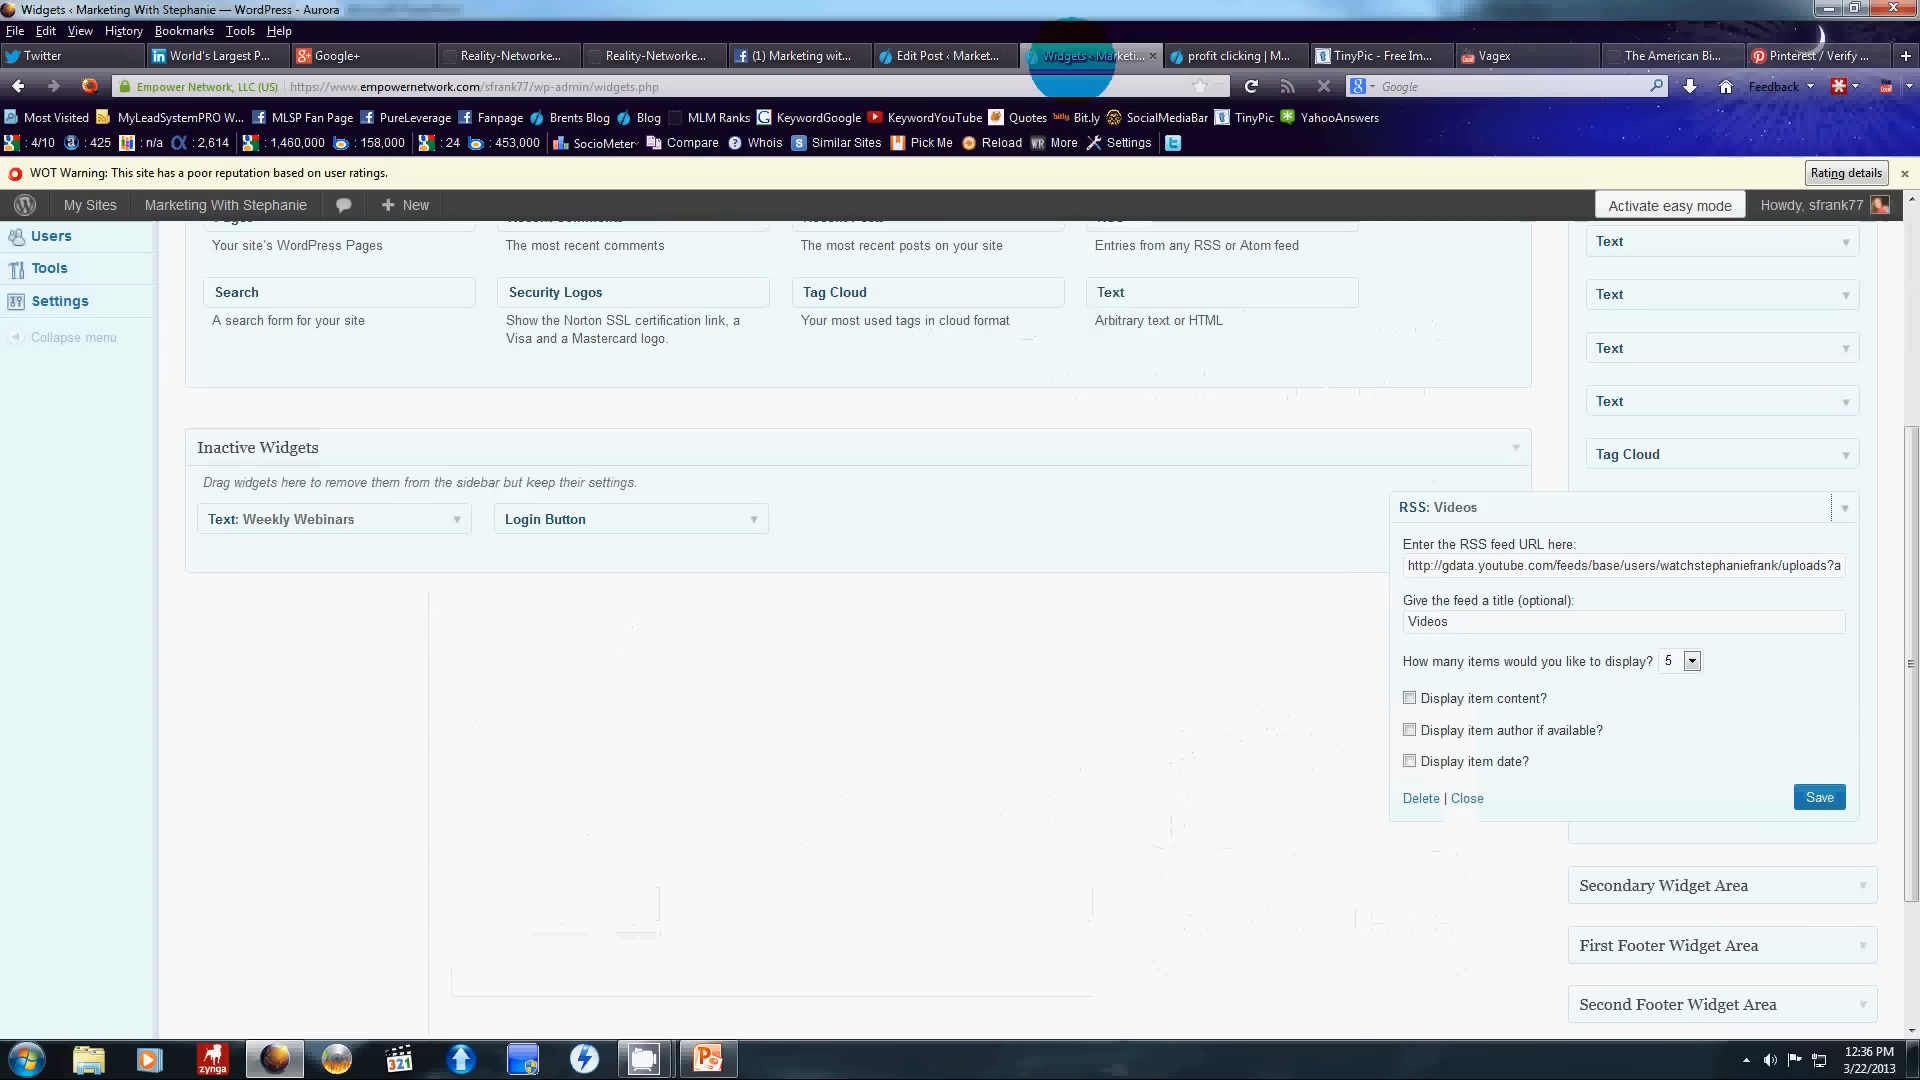 Widgets ‹ Marketing With Stephanie — WordPress - Aurora
File Edit View History Bookmarks Tools Help
Twitter World's Largest P... Google+ Reality-Networke... Reality-Networke... (1) Marketing wit... Edit Post ‹ Market... Widgets ‹ Marketi... profit clicking | M... TinyPic - Free Im... Vagex The American Bi... Pinterest / Verify ...
Empower Network, LLC (US) https://www.empowernetwork.com/sfrank77/wp-admin/widgets.php Google Feedback
Most Visited MyLeadSystemPRO W... MLSP Fan Page PureLeverage Fanpage Brents Blog Blog MLM Ranks KeywordGoogle KeywordYouTube Quotes bitly Bit.ly SocialMediaBar TinyPic YahooAnswers
: 4/10 : 425 : n/a : 2,614 : 1,460,000 : 158,000 : 24 : 453,000 SocioMeter Compare Whois Similar Sites Pick Me Reload WR More Settings
WOT Warning: This site has a poor reputation based on user ratings. Rating details
My Sites Marketing With Stephanie New Activate easy mode Howdy, sfrank77
Users
Tools
Settings
Collapse menu
Pages Recent Comments Recent Posts RSS
Your site's WordPress Pages The most recent comments The most recent posts on your site Entries from any RSS or Atom feed
Search Security Logos Tag Cloud Text
A search form for your site Show the Norton SSL certification link, a Your most used tags in cloud format Arbitrary text or HTML
Visa and a Mastercard logo.
Inactive Widgets
Drag widgets here to remove them from the sidebar but keep their settings.
Text: Weekly Webinars Login Button
Text
Text
Text
Text
Tag Cloud
RSS: Videos
Enter the RSS feed URL here:
http://gdata.youtube.com/feeds/base/users/watchstephaniefrank/uploads?a
Give the feed a title (optional):
Videos
How many items would you like to display? 5
Display item content?
Display item author if available?
Display item date?
Delete | Close Save
Secondary Widget Area
First Footer Widget Area
Second Footer Widget Area
zynga 321
12:36 PM
3/22/2013